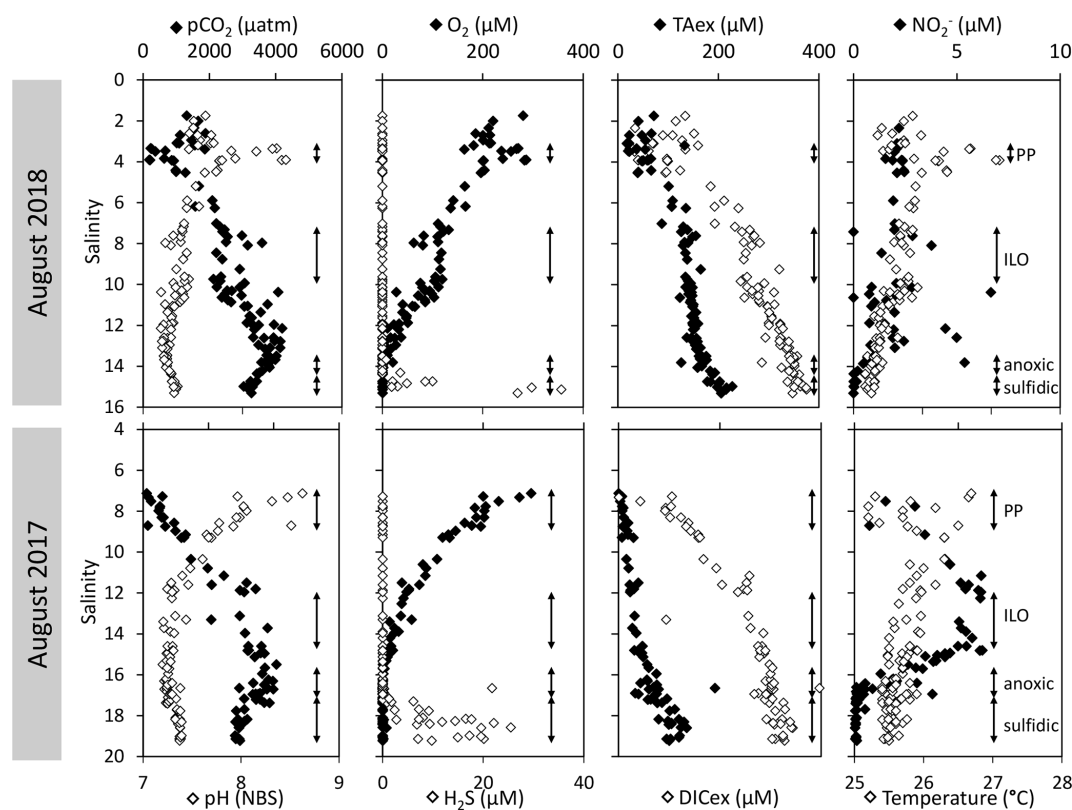 ◆ pCO₂ (µatm) ◆ O₂ (µM) ◆ TAex (µM) ◆ NO₂⁻ (µM)
0 2000 4000 6000 0 200 400 0 200 400 0 5 10
August 2018
Salinity
0
2
4
6
8
10
12
14
16
PP
ILO
anoxic
sulfidic
August 2017
Salinity
4
6
8
10
12
14
16
18
20
PP
ILO
anoxic
sulfidic
7 8 9 0 20 40 0 200 400 25 26 27 28
◇ pH (NBS) ◇ H₂S (µM) ◇ DICex (µM) ◇ Temperature (°C)